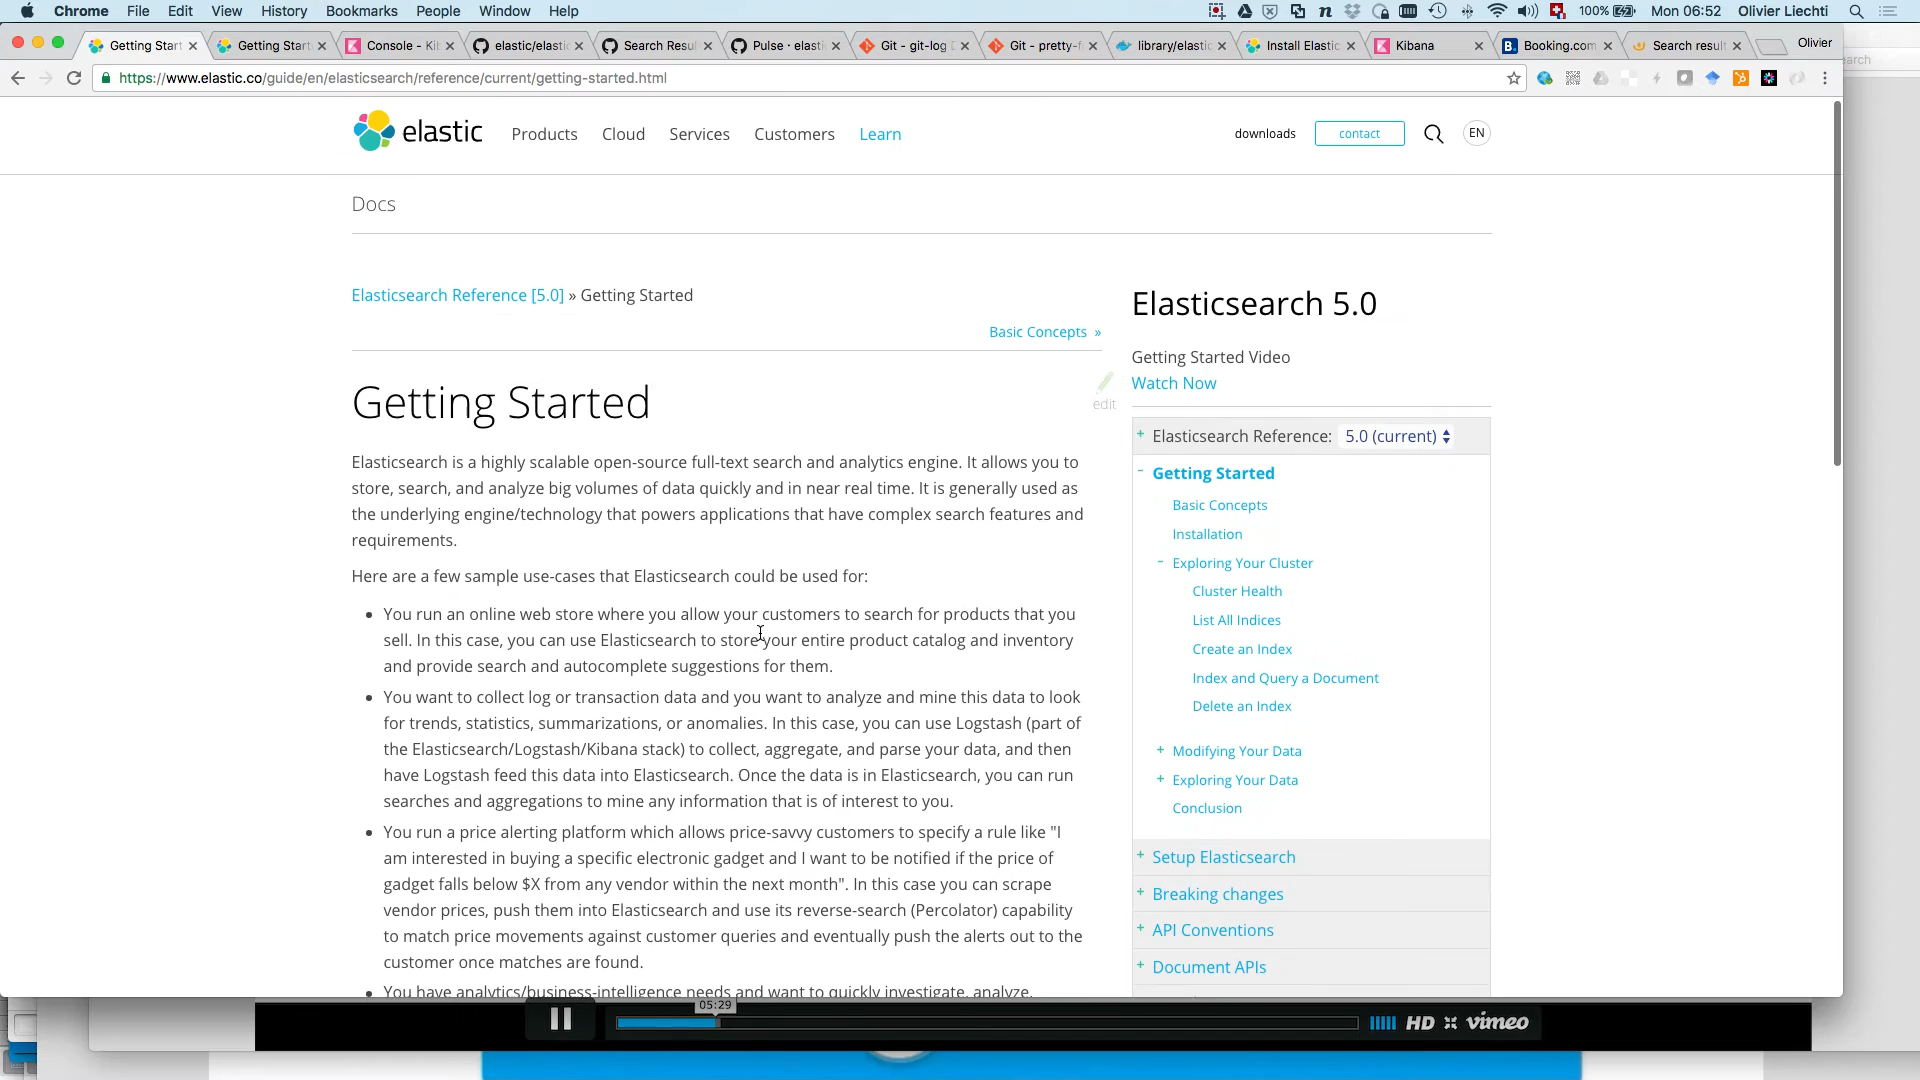 Chrome File Edit View History Bookmarks People Window Help 100% Mon 06:52 Olivier Liechti
Getting Star Getting Start Console - Kib elastic/elastic Search Resul Pulse · elastic Git - git-log D Git - pretty-f library/elastic Install Elastic Kibana Booking.com Search result Olivier
https://www.elastic.co/guide/en/elasticsearch/reference/current/getting-started.html
elastic Products Cloud Services Customers Learn downloads contact EN
Docs
Elasticsearch Reference [5.0] » Getting Started
Basic Concepts »
Getting Started
edit
Elasticsearch is a highly scalable open-source full-text search and analytics engine. It allows you to
store, search, and analyze big volumes of data quickly and in near real time. It is generally used as
the underlying engine/technology that powers applications that have complex search features and
requirements.
Here are a few sample use-cases that Elasticsearch could be used for:
• You run an online web store where you allow your customers to search for products that you
sell. In this case, you can use Elasticsearch to store your entire product catalog and inventory
and provide search and autocomplete suggestions for them.
• You want to collect log or transaction data and you want to analyze and mine this data to look
for trends, statistics, summarizations, or anomalies. In this case, you can use Logstash (part of
the Elasticsearch/Logstash/Kibana stack) to collect, aggregate, and parse your data, and then
have Logstash feed this data into Elasticsearch. Once the data is in Elasticsearch, you can run
searches and aggregations to mine any information that is of interest to you.
• You run a price alerting platform which allows price-savvy customers to specify a rule like "I
am interested in buying a specific electronic gadget and I want to be notified if the price of
gadget falls below $X from any vendor within the next month". In this case you can scrape
vendor prices, push them into Elasticsearch and use its reverse-search (Percolator) capability
to match price movements against customer queries and eventually push the alerts out to the
customer once matches are found.
• You have analytics/business-intelligence needs and want to quickly investigate, analyze,
Elasticsearch 5.0
Getting Started Video
Watch Now
+ Elasticsearch Reference: 5.0 (current)
- Getting Started
Basic Concepts
Installation
- Exploring Your Cluster
Cluster Health
List All Indices
Create an Index
Index and Query a Document
Delete an Index
+ Modifying Your Data
+ Exploring Your Data
Conclusion
+ Setup Elasticsearch
+ Breaking changes
+ API Conventions
+ Document APIs
05:29
HD vimeo